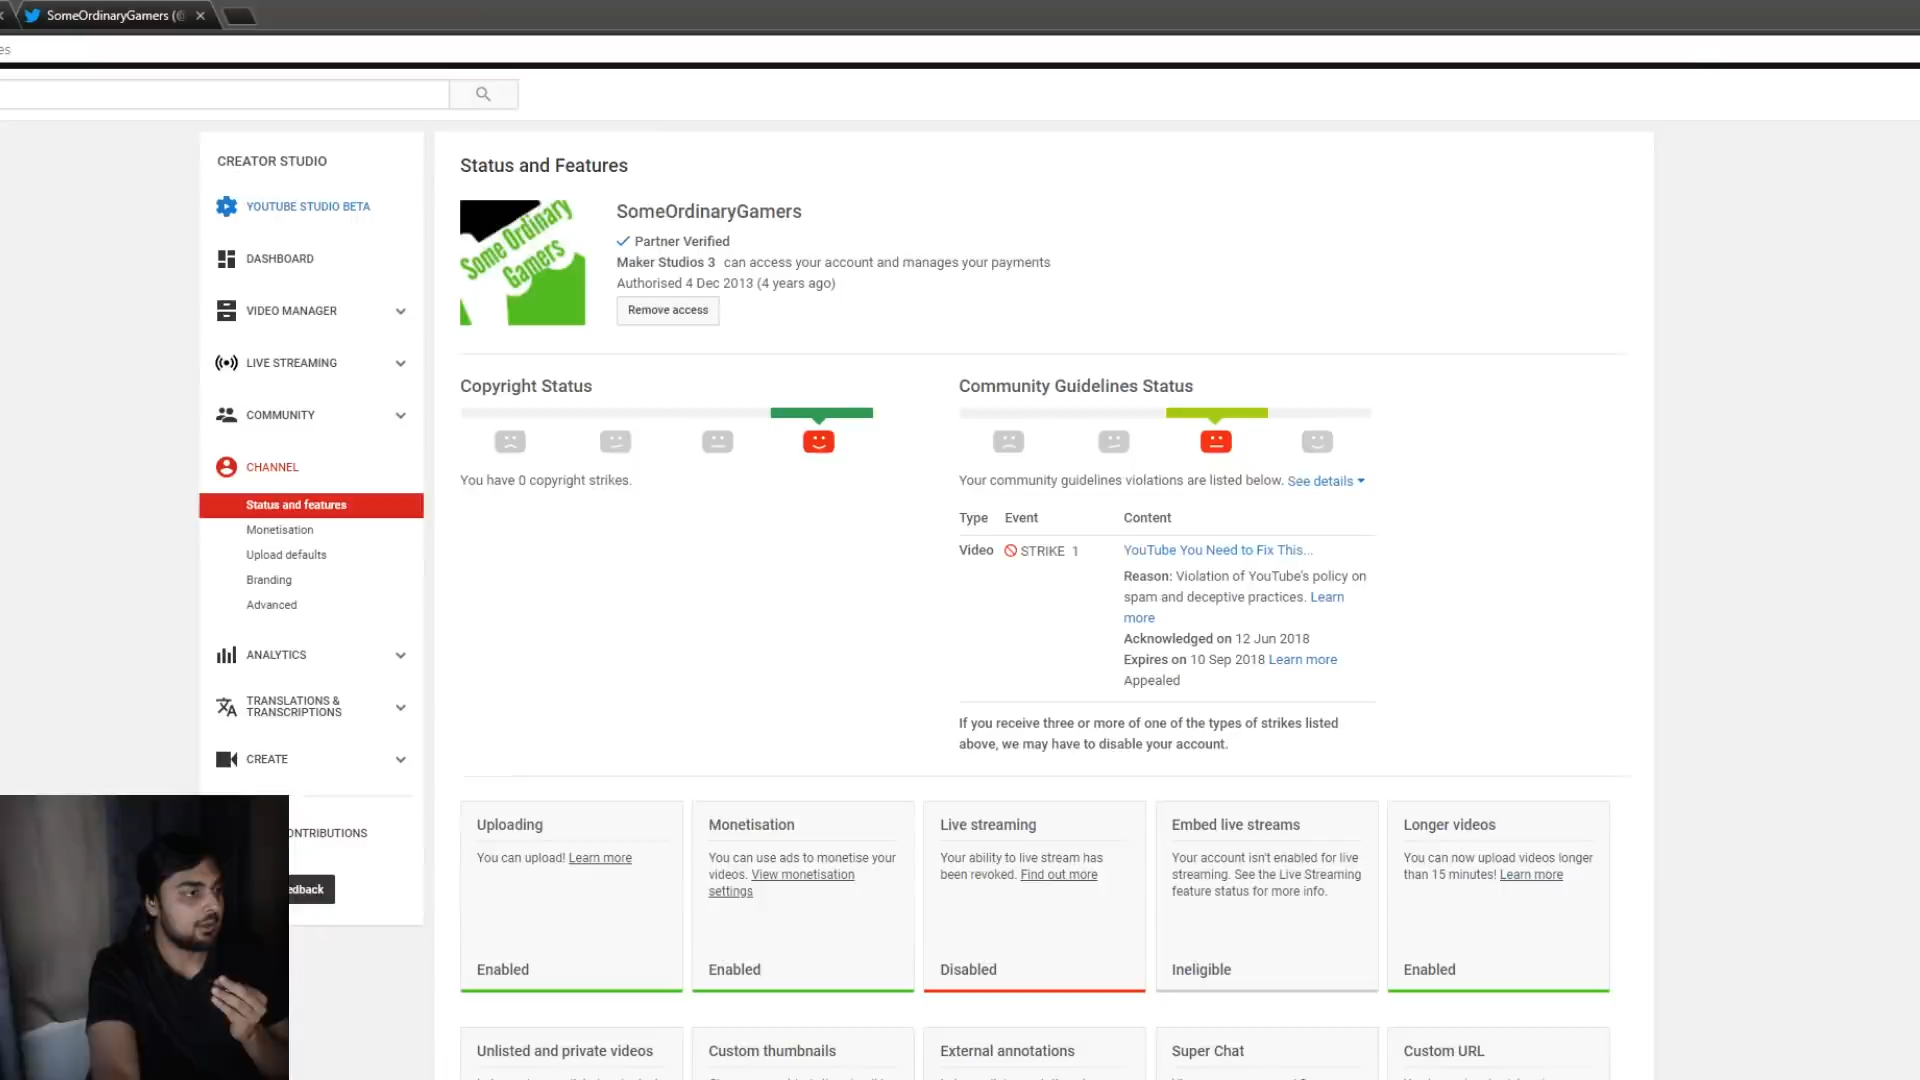 SomeOrdinaryGamers (@
es
CREATOR STUDIO
YOUTUBE STUDIO BETA
DASHBOARD
VIDEO MANAGER
LIVE STREAMING
COMMUNITY
CHANNEL
Status and features
Monetisation
Upload defaults
Branding
Advanced
ANALYTICS
TRANSLATIONS &
TRANSCRIPTIONS
CREATE
ONTRIBUTIONS
edback
Status and Features
Some Ordinary
Gamers
SomeOrdinaryGamers
Partner Verified
Maker Studios 3 can access your account and manages your payments
Authorised 4 Dec 2013 (4 years ago)
Remove access
Copyright Status
You have 0 copyright strikes.
Community Guidelines Status
Your community guidelines violations are listed below. See details
Type Event Content
Video STRIKE 1 YouTube You Need to Fix This...
Reason: Violation of YouTube's policy on
spam and deceptive practices. Learn
more
Acknowledged on 12 Jun 2018
Expires on 10 Sep 2018 Learn more
Appealed
If you receive three or more of one of the types of strikes listed
above, we may have to disable your account.
Uploading
You can upload! Learn more
Enabled
Monetisation
You can use ads to monetise your
videos. View monetisation
settings
Enabled
Live streaming
Your ability to live stream has
been revoked. Find out more
Disabled
Embed live streams
Your account isn't enabled for live
streaming. See the Live Streaming
feature status for more info.
Ineligible
Longer videos
You can now upload videos longer
than 15 minutes! Learn more
Enabled
Unlisted and private videos
Custom thumbnails
External annotations
Super Chat
Custom URL